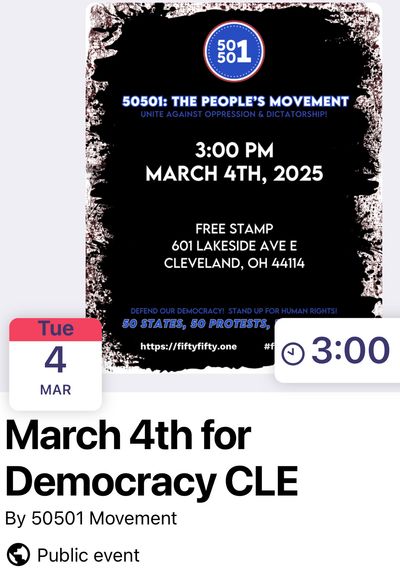 50
50
1
50501: THE PEOPLE'S MOVEMENT
UNITE AGAINST OPPRESSION & DICTATORSHIP!
3:00 PM
MARCH 4TH, 2025
FREE STAMP
601 LAKESIDE AVE E
CLEVELAND, OH 44114
DEFEND OUR DEMOCRACY! STAND UP FOR HUMAN RIGHTS!
50 STATES, 50 PROTESTS,
https://fiftyfifty.one #f
Tue
4
MAR
3:00
March 4th for
Democracy CLE
By 50501 Movement
Public event